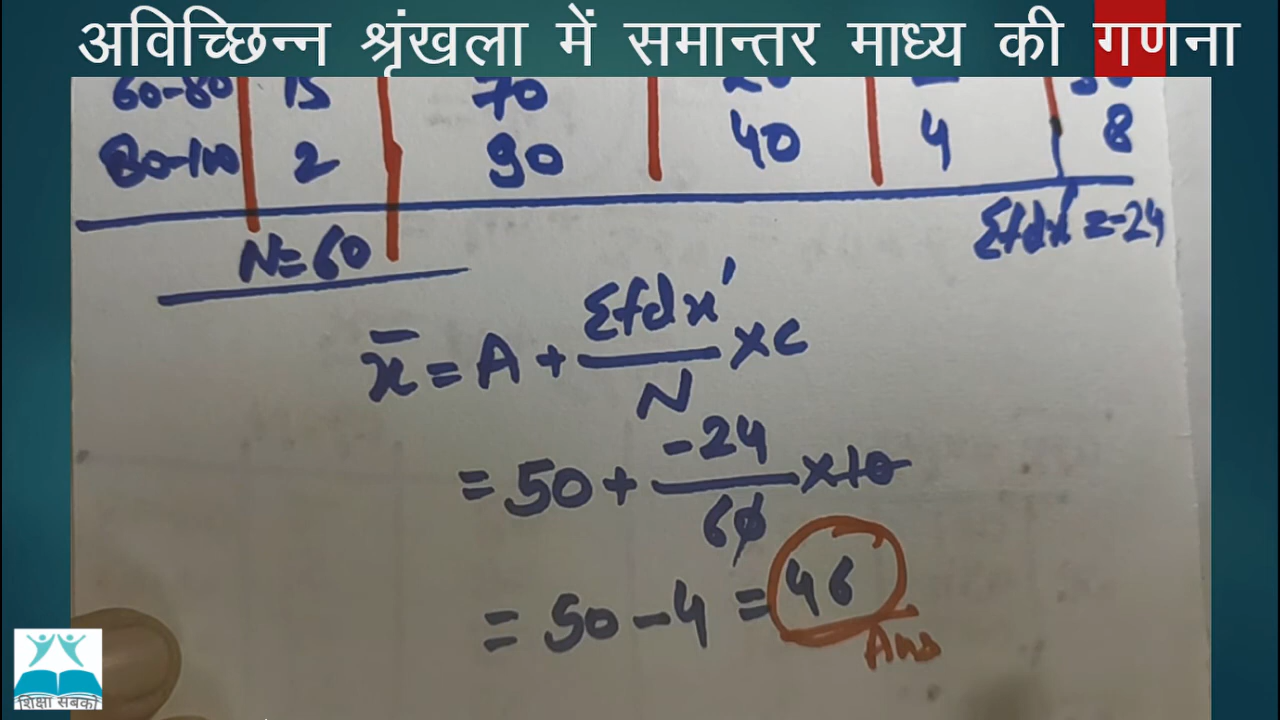 अविच्छिन्न श्रृंखला में समान्तर माध्य की गणना
60-80 15 70 20
80-100 2 90 40 4 8
N=60 Σfdx' =-24
x̄ = A + Σfdx' / N × c
= 50 + -24 / 60 × 10
= 50 - 4 = 46
Ans
शिक्षा सबको